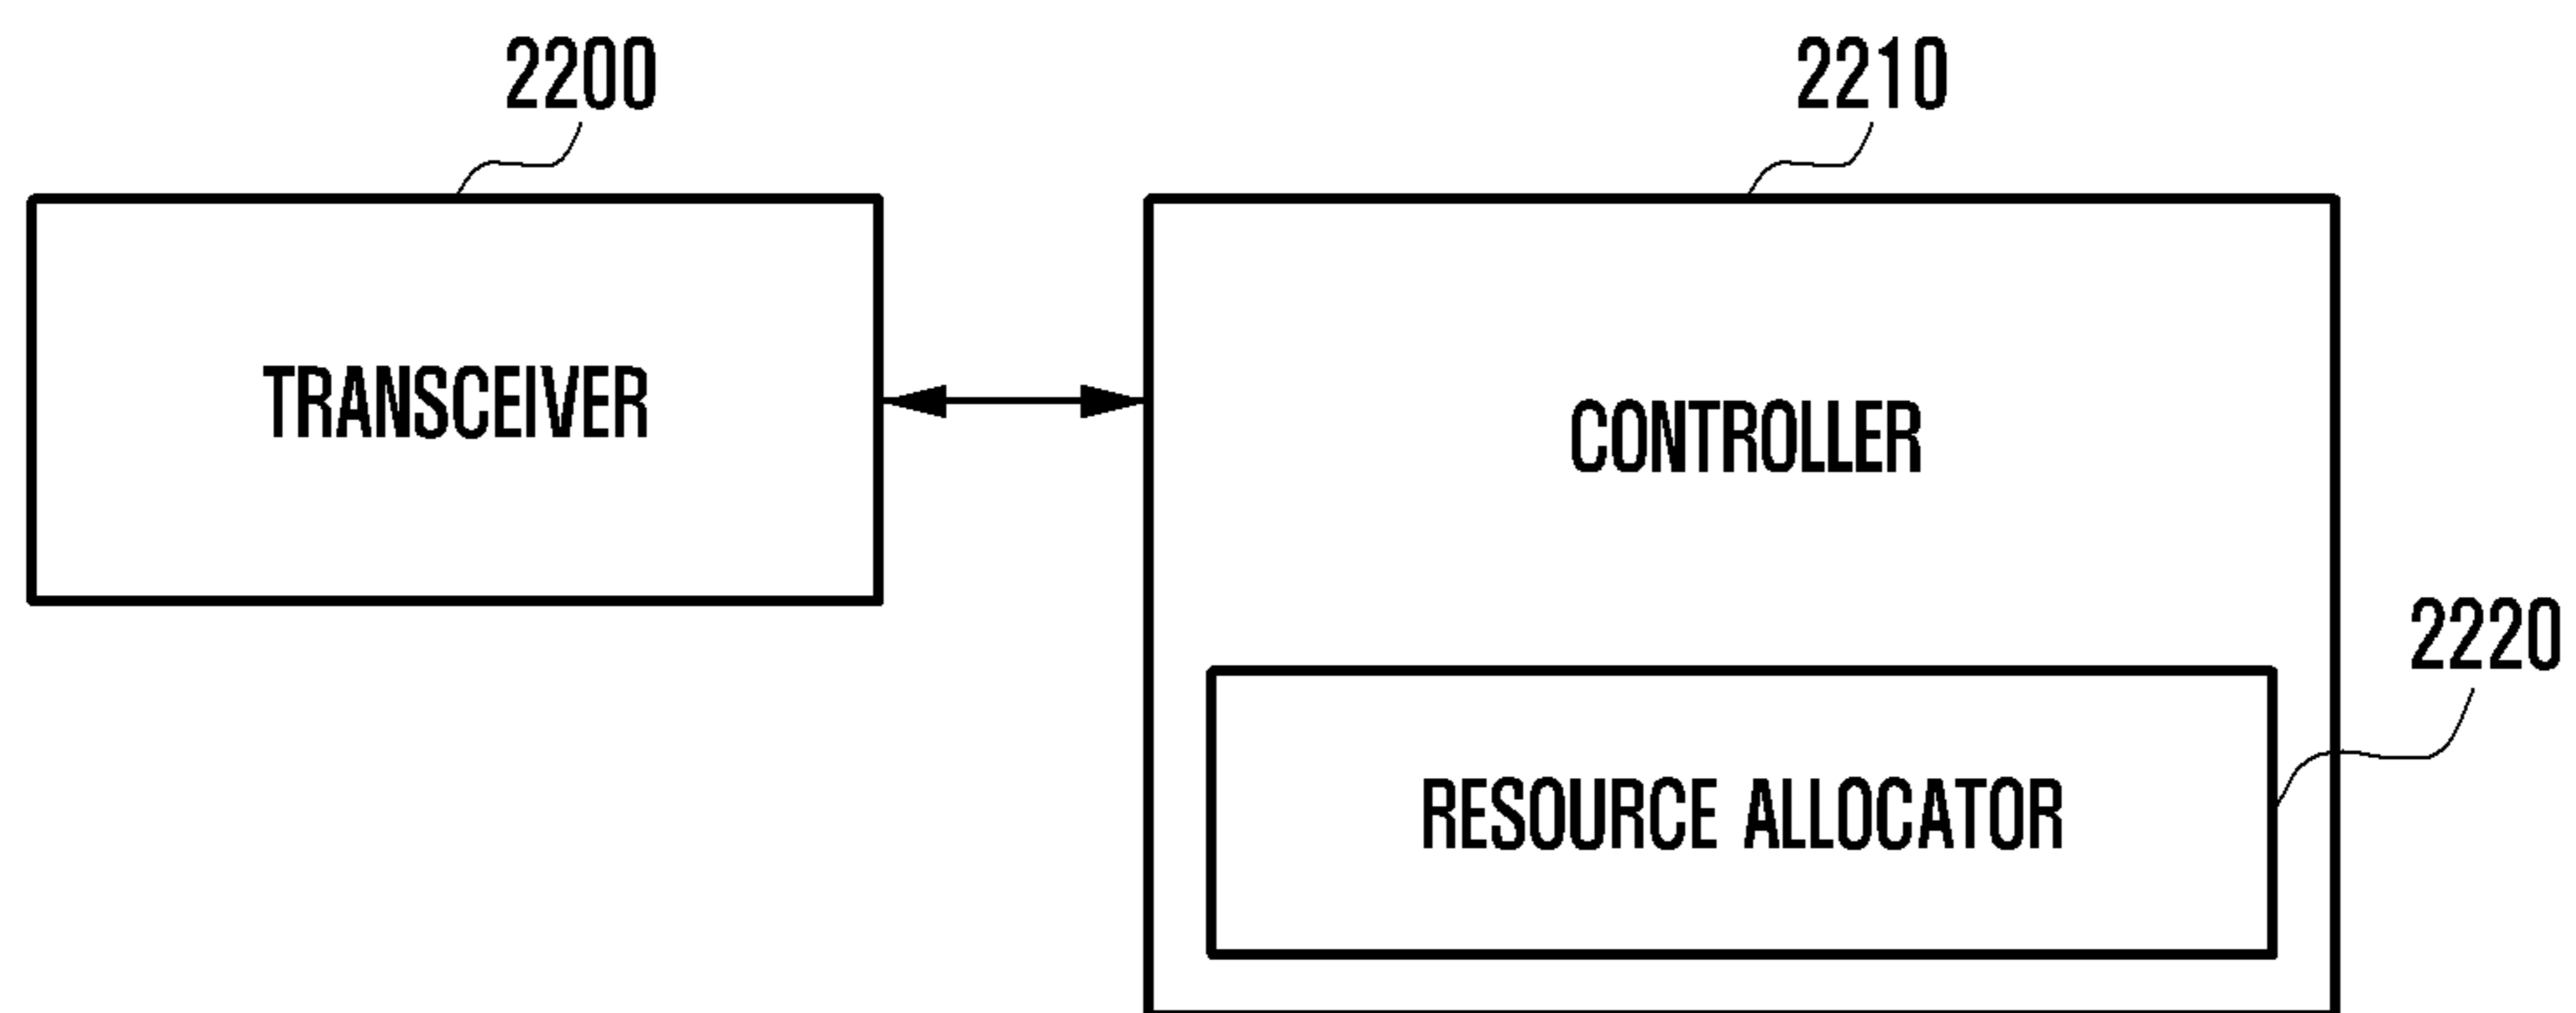 2200
2210
TRANSCEIVER
CONTROLLER
2220
RESOURCE ALLOCATOR